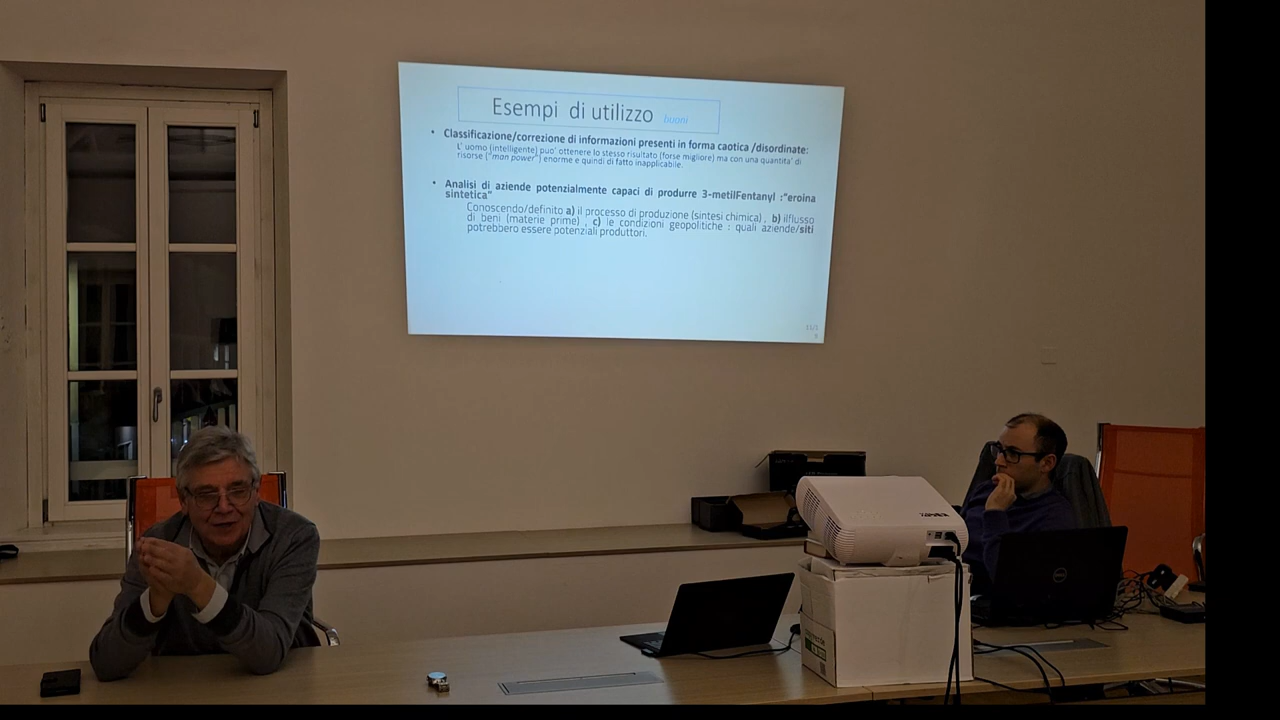 Esempi di utilizzo buoni
• Classificazione/correzione di informazioni presenti in forma caotica /disordinate:
L' uomo (intelligente) puo' ottenere lo stesso risultato (forse migliore) ma con una quantita' di
risorse ("man power") enorme e quindi di fatto inapplicabile.
• Analisi di aziende potenzialmente capaci di produrre 3-metilFentanyl :"eroina
sintetica"
Conoscendo/definito a) il processo di produzione (sintesi chimica) , b) ilflusso
di beni (materie prime) , c) le condizioni geopolitiche : quali aziende/siti
potrebbero essere potenziali produttori.
DELL